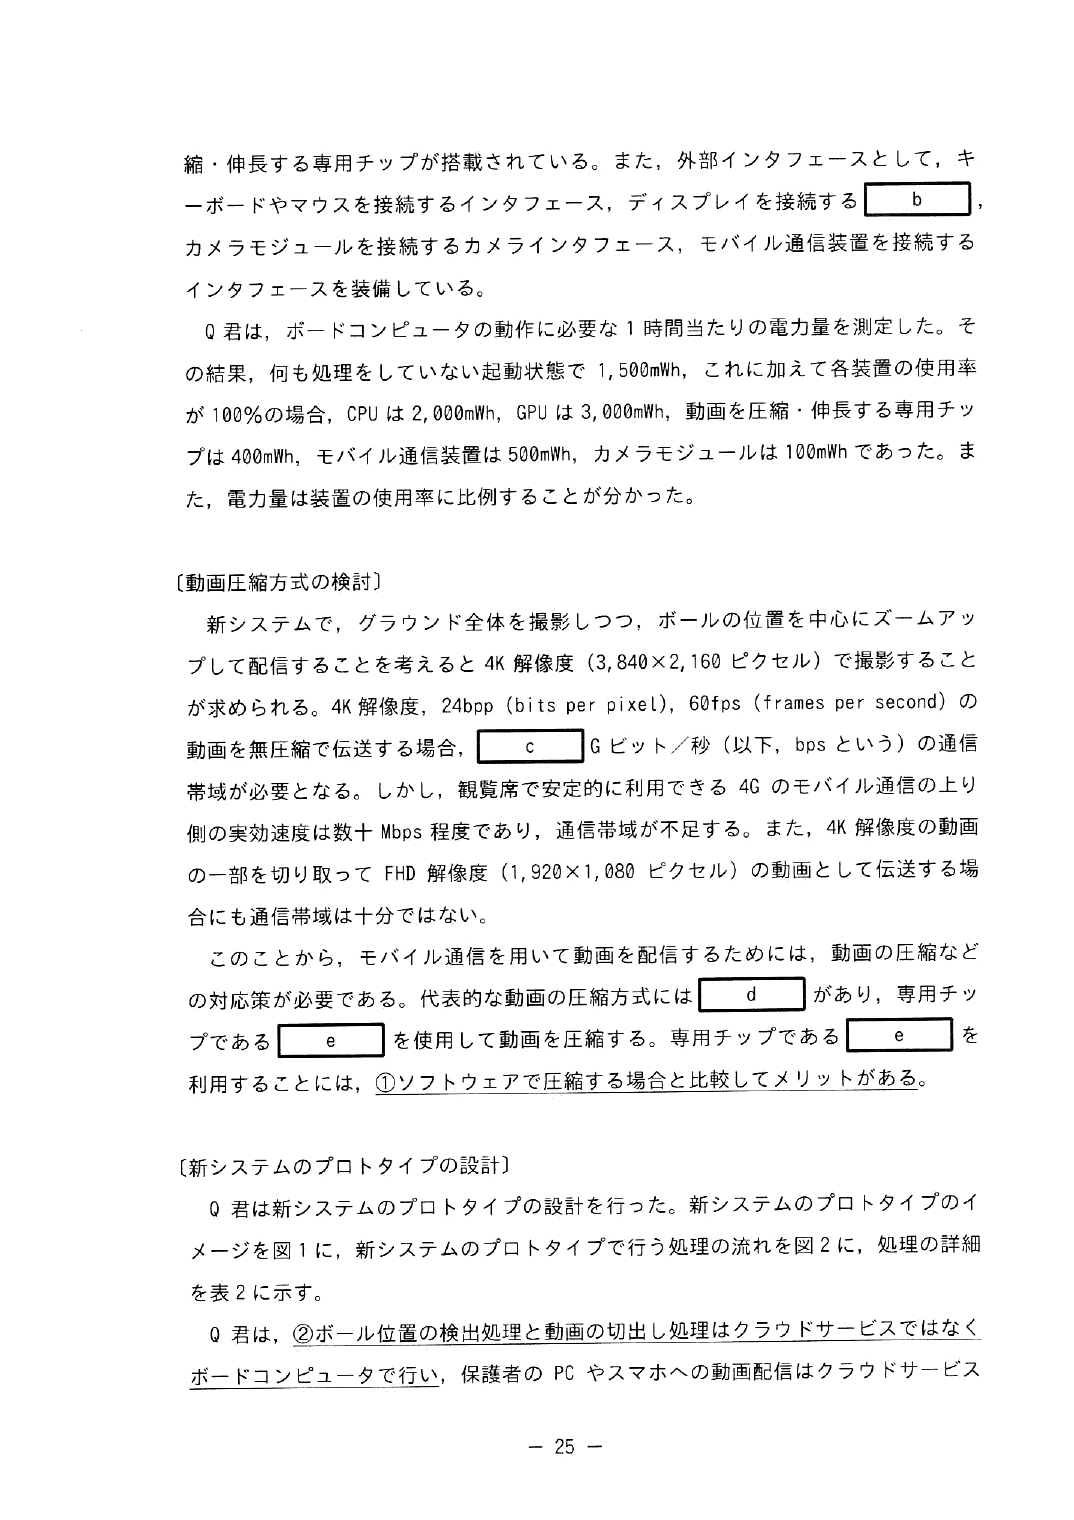 縮・伸長する専用チップが搭載されている。また，外部インタフェースとして，キ
ーボードやマウスを接続するインタフェース，ディスプレイを接続する b ，
カメラモジュールを接続するカメラインタフェース，モバイル通信装置を接続する
インタフェースを装備している。
Q 君は，ボードコンピュータの動作に必要な 1 時間当たりの電力量を測定した。そ
の結果，何も処理をしていない起動状態で 1,500mWh，これに加えて各装置の使用率
が 100％の場合，CPU は 2,000mWh，GPU は 3,000mWh，動画を圧縮・伸長する専用チッ
プは 400mWh，モバイル通信装置は 500mWh，カメラモジュールは 100mWh であった。ま
た，電力量は装置の使用率に比例することが分かった。
〔動画圧縮方式の検討〕
新システムで，グラウンド全体を撮影しつつ，ボールの位置を中心にズームアッ
プして配信することを考えると 4K 解像度（3,840×2,160 ピクセル）で撮影すること
が求められる。4K 解像度，24bpp（bits per pixel），60fps（frames per second）の
動画を無圧縮で伝送する場合， c G ビット／秒（以下，bps という）の通信
帯域が必要となる。しかし，観覧席で安定的に利用できる 4G のモバイル通信の上り
側の実効速度は数十 Mbps 程度であり，通信帯域が不足する。また，4K 解像度の動画
の一部を切り取って FHD 解像度（1,920×1,080 ピクセル）の動画として伝送する場
合にも通信帯域は十分ではない。
このことから，モバイル通信を用いて動画を配信するためには，動画の圧縮など
の対応策が必要である。代表的な動画の圧縮方式には d があり，専用チッ
プである e を使用して動画を圧縮する。専用チップである e を
利用することには，①ソフトウェアで圧縮する場合と比較してメリットがある。
〔新システムのプロトタイプの設計〕
Q 君は新システムのプロトタイプの設計を行った。新システムのプロトタイプのイ
メージを図 1 に，新システムのプロトタイプで行う処理の流れを図 2 に，処理の詳細
を表 2 に示す。
Q 君は，②ボール位置の検出処理と動画の切出し処理はクラウドサービスではなく
ボードコンピュータで行い，保護者の PC やスマホへの動画配信はクラウドサービス
－ 25 －